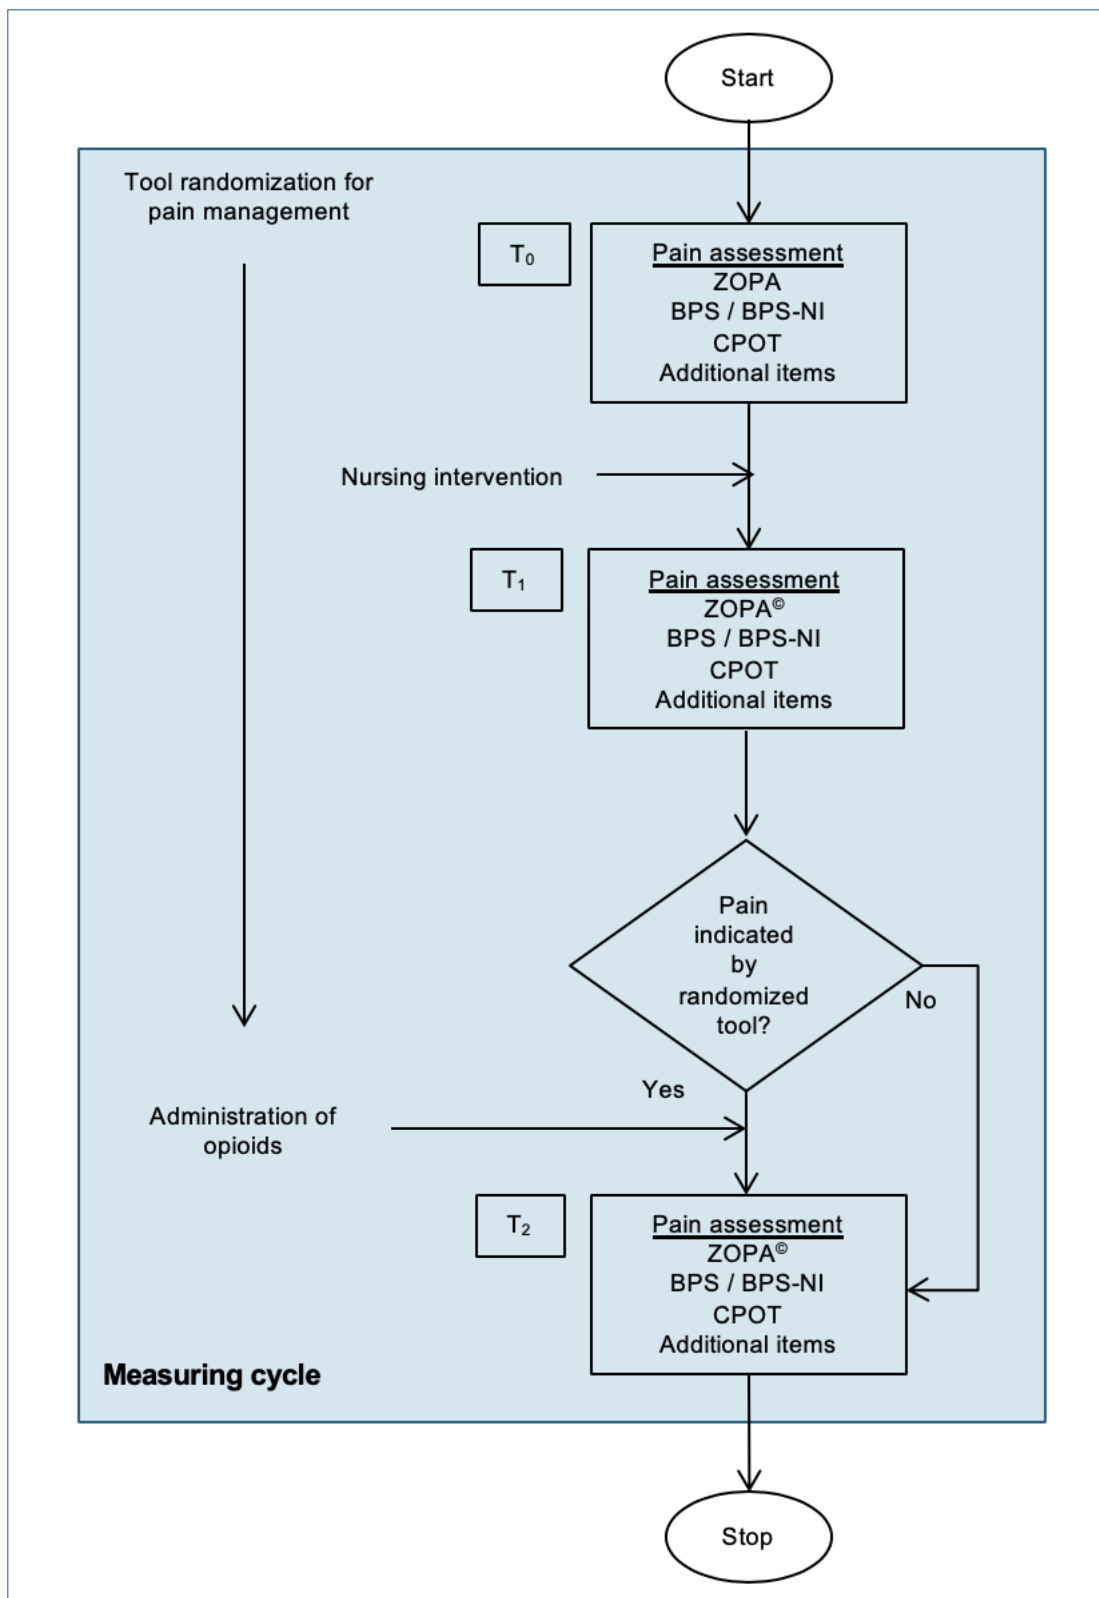 Start
Tool randomization for
pain management
T₀
Pain assessment
ZOPA
BPS / BPS-NI
CPOT
Additional items
Nursing intervention
T₁
Pain assessment
ZOPA©
BPS / BPS-NI
CPOT
Additional items
Pain
indicated
by
randomized
tool?
No
Yes
Administration of
opioids
T₂
Pain assessment
ZOPA©
BPS / BPS-NI
CPOT
Additional items
Measuring cycle
Stop